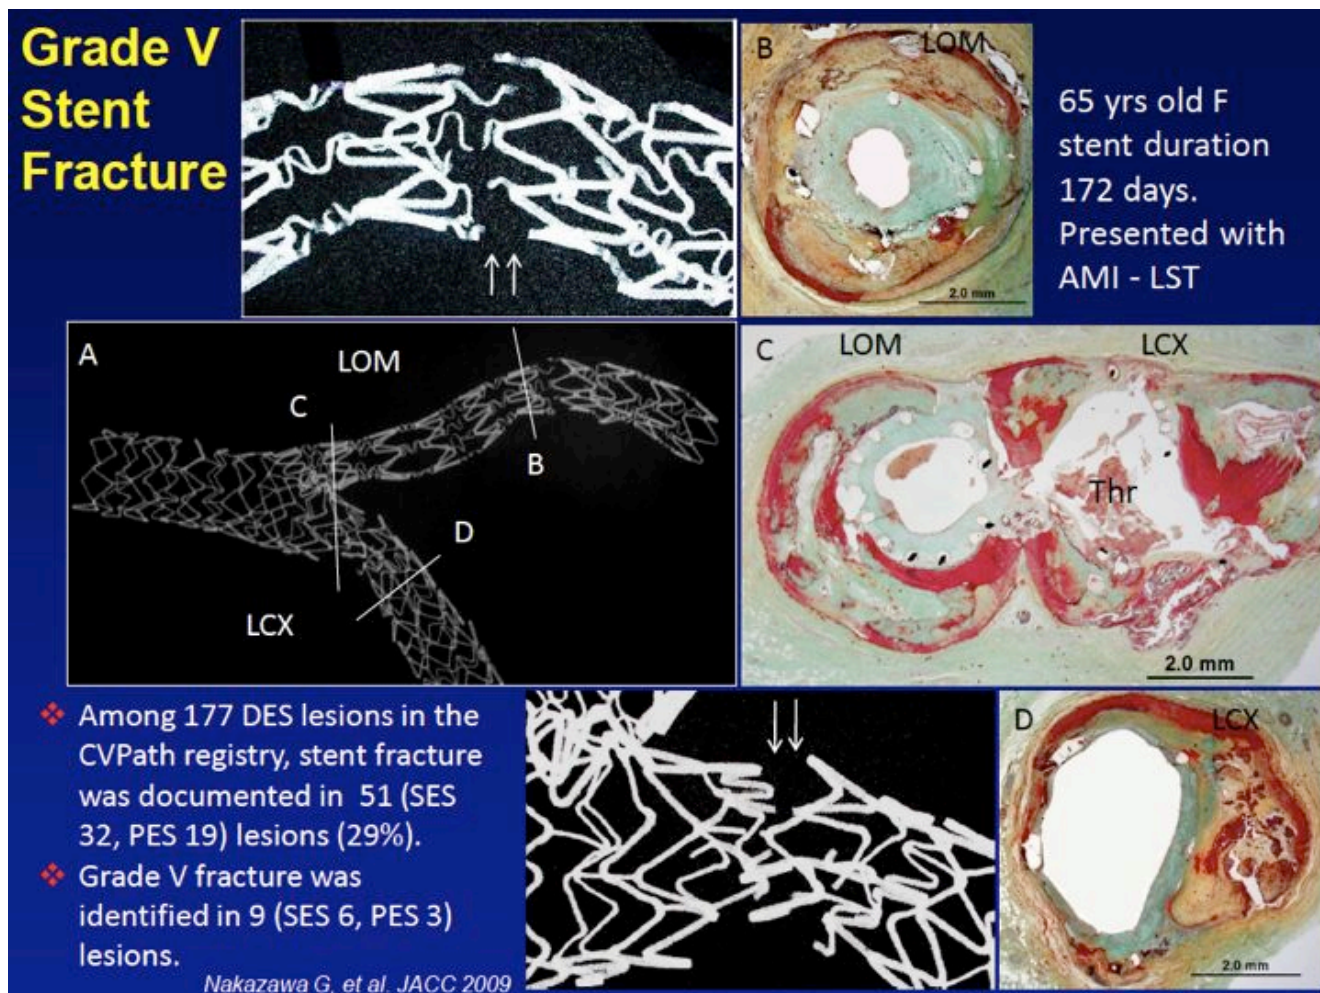 Grade V
Stent
Fracture
B
LOM
2.0 mm
65 yrs old F
stent duration
172 days.
Presented with
AMI - LST
A
LOM
C
B
D
LCX
C
LOM
LCX
Thr
2.0 mm
❖ Among 177 DES lesions in the
CVPath registry, stent fracture
was documented in 51 (SES
32, PES 19) lesions (29%).
❖ Grade V fracture was
identified in 9 (SES 6, PES 3)
lesions.
Nakazawa G, et al. JACC 2009
D
LCX
2.0 mm